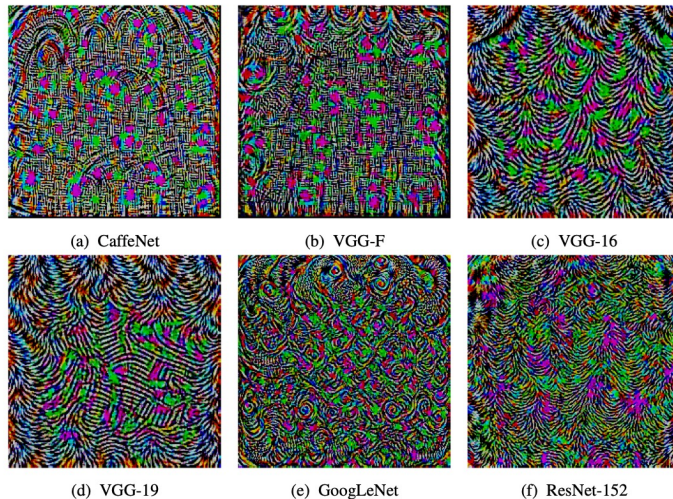 (a) CaffeNet
(b) VGG-F
(c) VGG-16
(d) VGG-19
(e) GoogLeNet
(f) ResNet-152